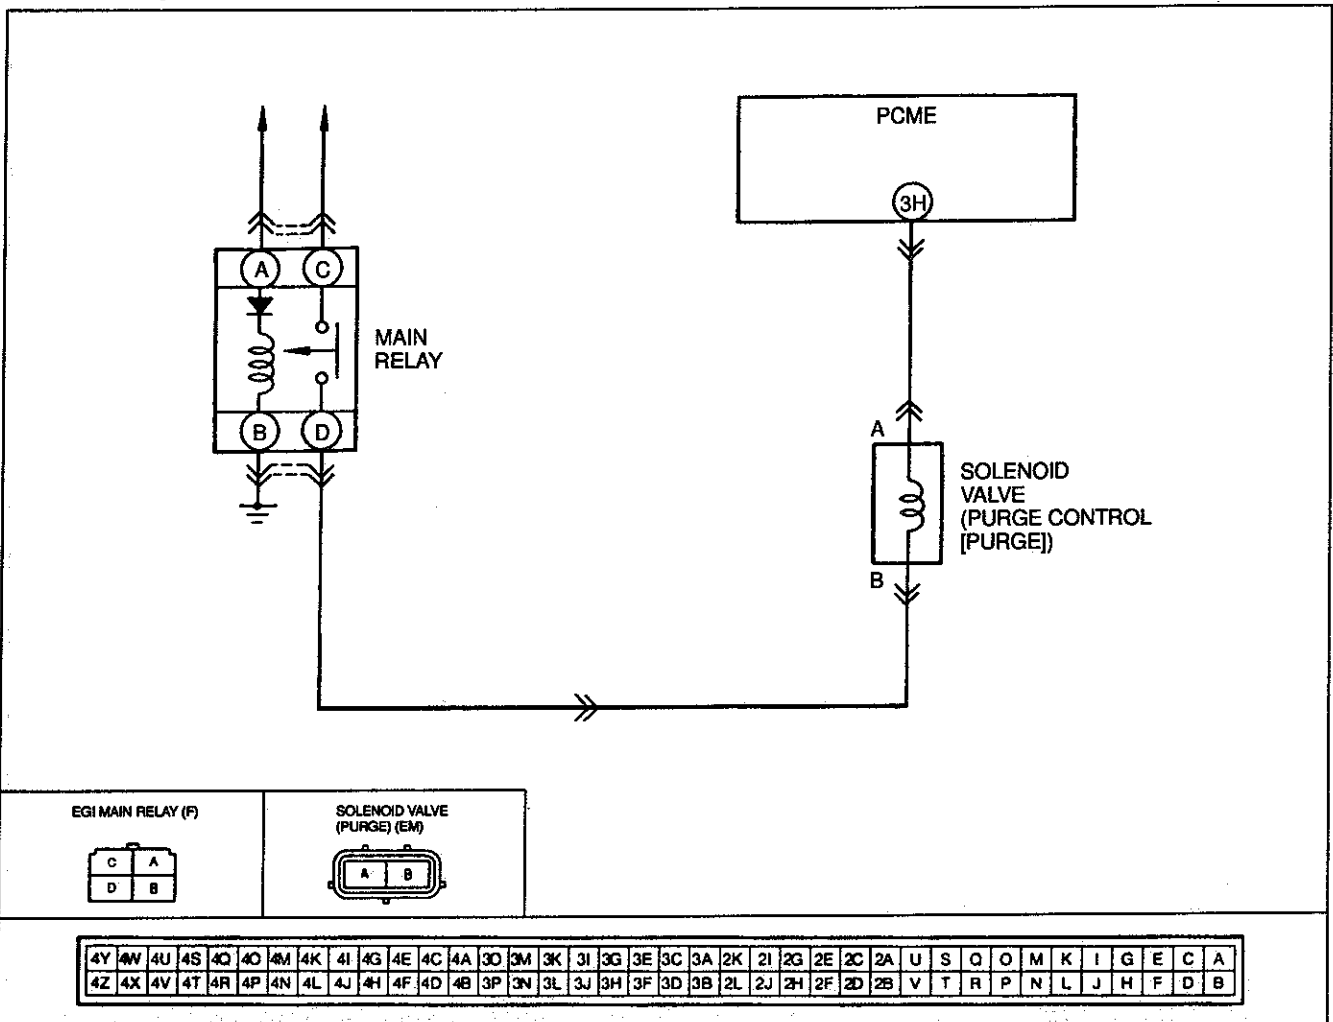 PCME
3H
A C
MAIN
RELAY
B D
A
SOLENOID
VALVE
(PURGE CONTROL
[PURGE])
B
EGI MAIN RELAY (F)
C A
D B
SOLENOID VALVE
(PURGE) (EM)
A B
4Y 4W 4U 4S 4Q 4O 4M 4K 4I 4G 4E 4C 4A 3O 3M 3K 3I 3G 3E 3C 3A 2K 2I 2G 2E 2C 2A U S Q O M K I G E C A
4Z 4X 4V 4T 4R 4P 4N 4L 4J 4H 4F 4D 4B 3P 3N 3L 3J 3H 3F 3D 3B 2L 2J 2H 2F 2D 2B V T R P N L J H F D B